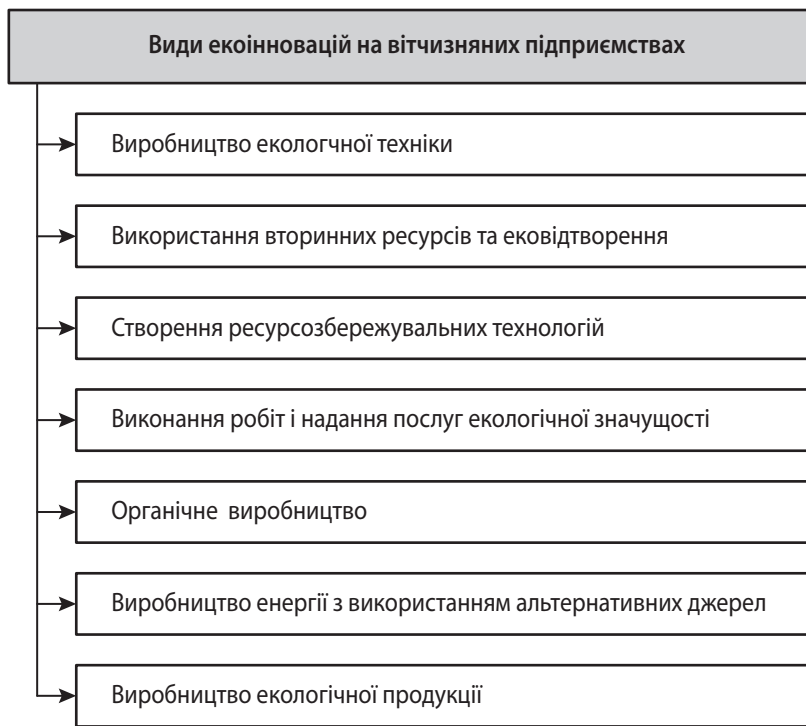 Види екоінновацій на вітчизняних підприємствах
Виробництво екологчної техніки
Використання вторинних ресурсів та ековідтворення
Створення ресурсозбережувальних технологій
Виконання робіт і надання послуг екологічної значущості
Органічне виробництво
Виробництво енергії з використанням альтернативних джерел
Виробництво екологічної продукції